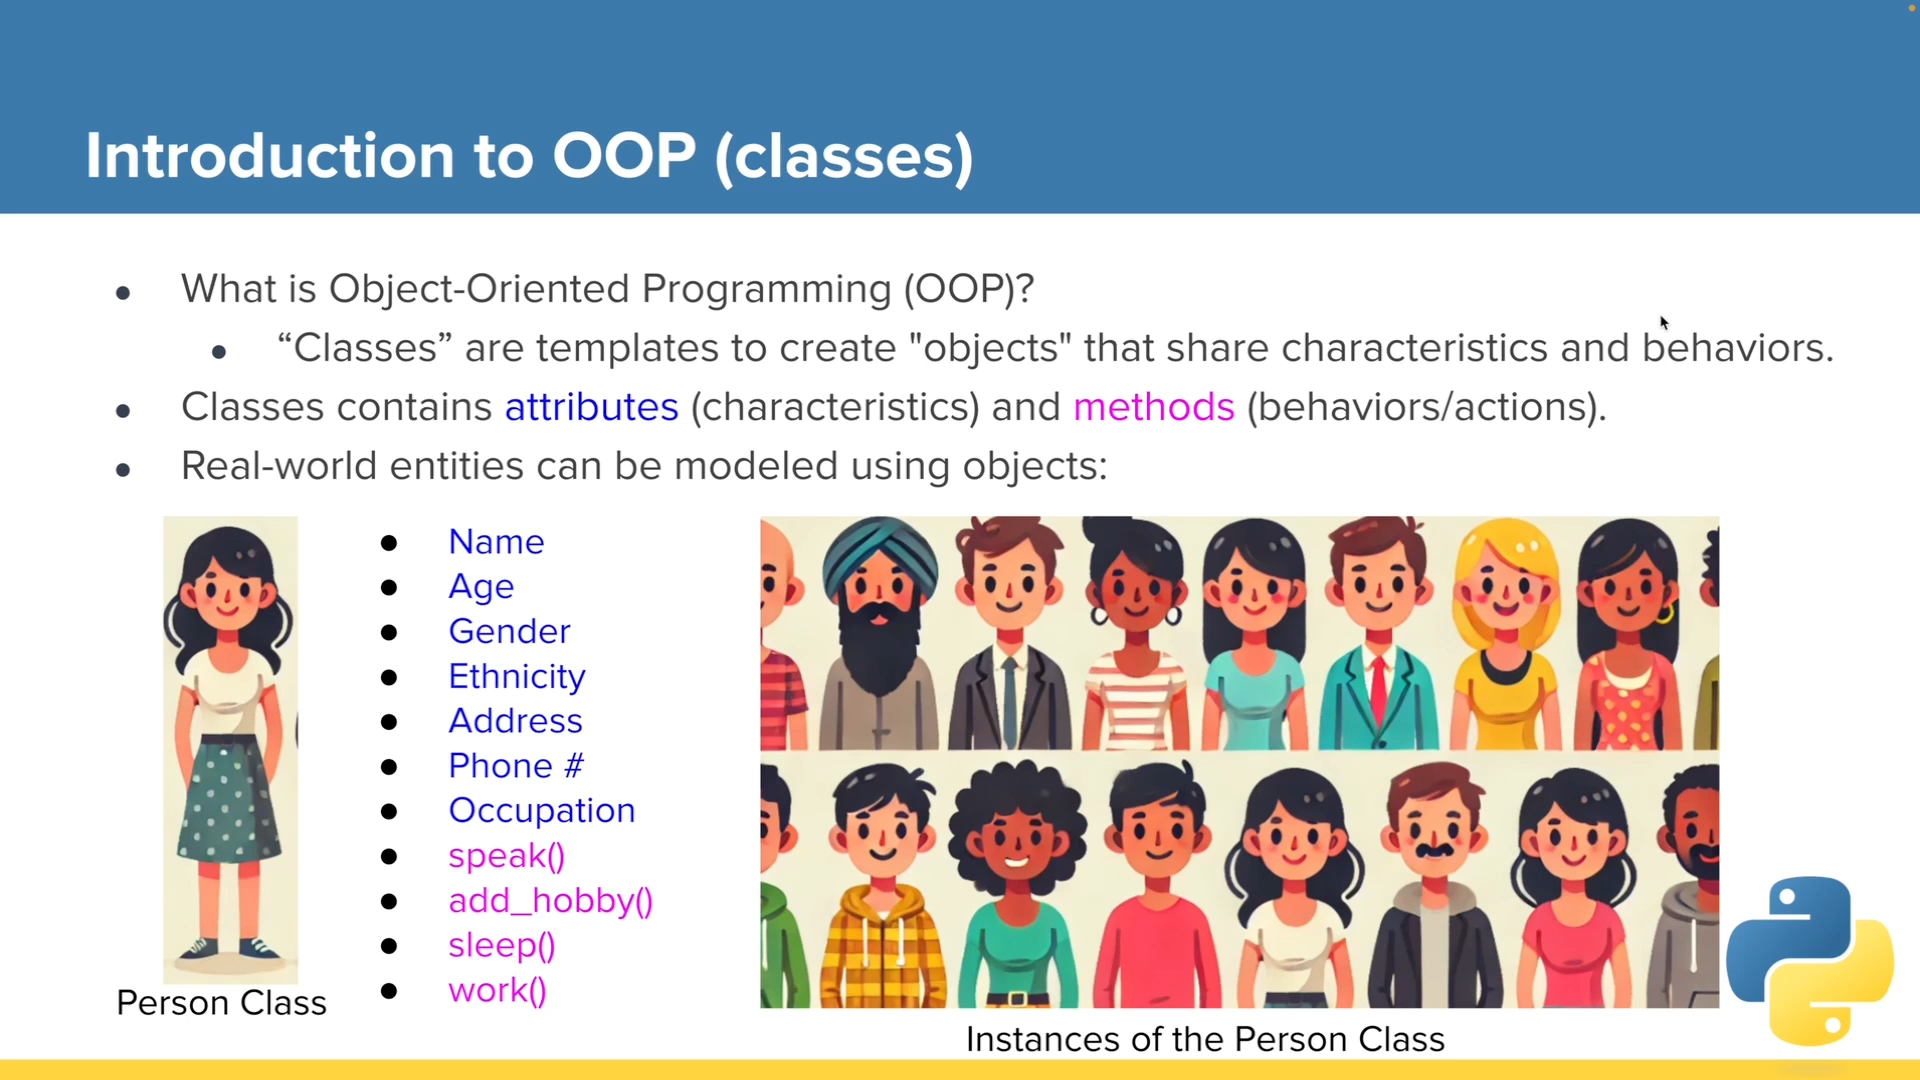 Introduction to OOP (classes)
● What is Object-Oriented Programming (OOP)?
● “Classes” are templates to create "objects" that share characteristics and behaviors.
● Classes contains attributes (characteristics) and methods (behaviors/actions).
● Real-world entities can be modeled using objects:
● Name
● Age
● Gender
● Ethnicity
● Address
● Phone #
● Occupation
● speak()
● add_hobby()
● sleep()
● work()
Person Class
Instances of the Person Class